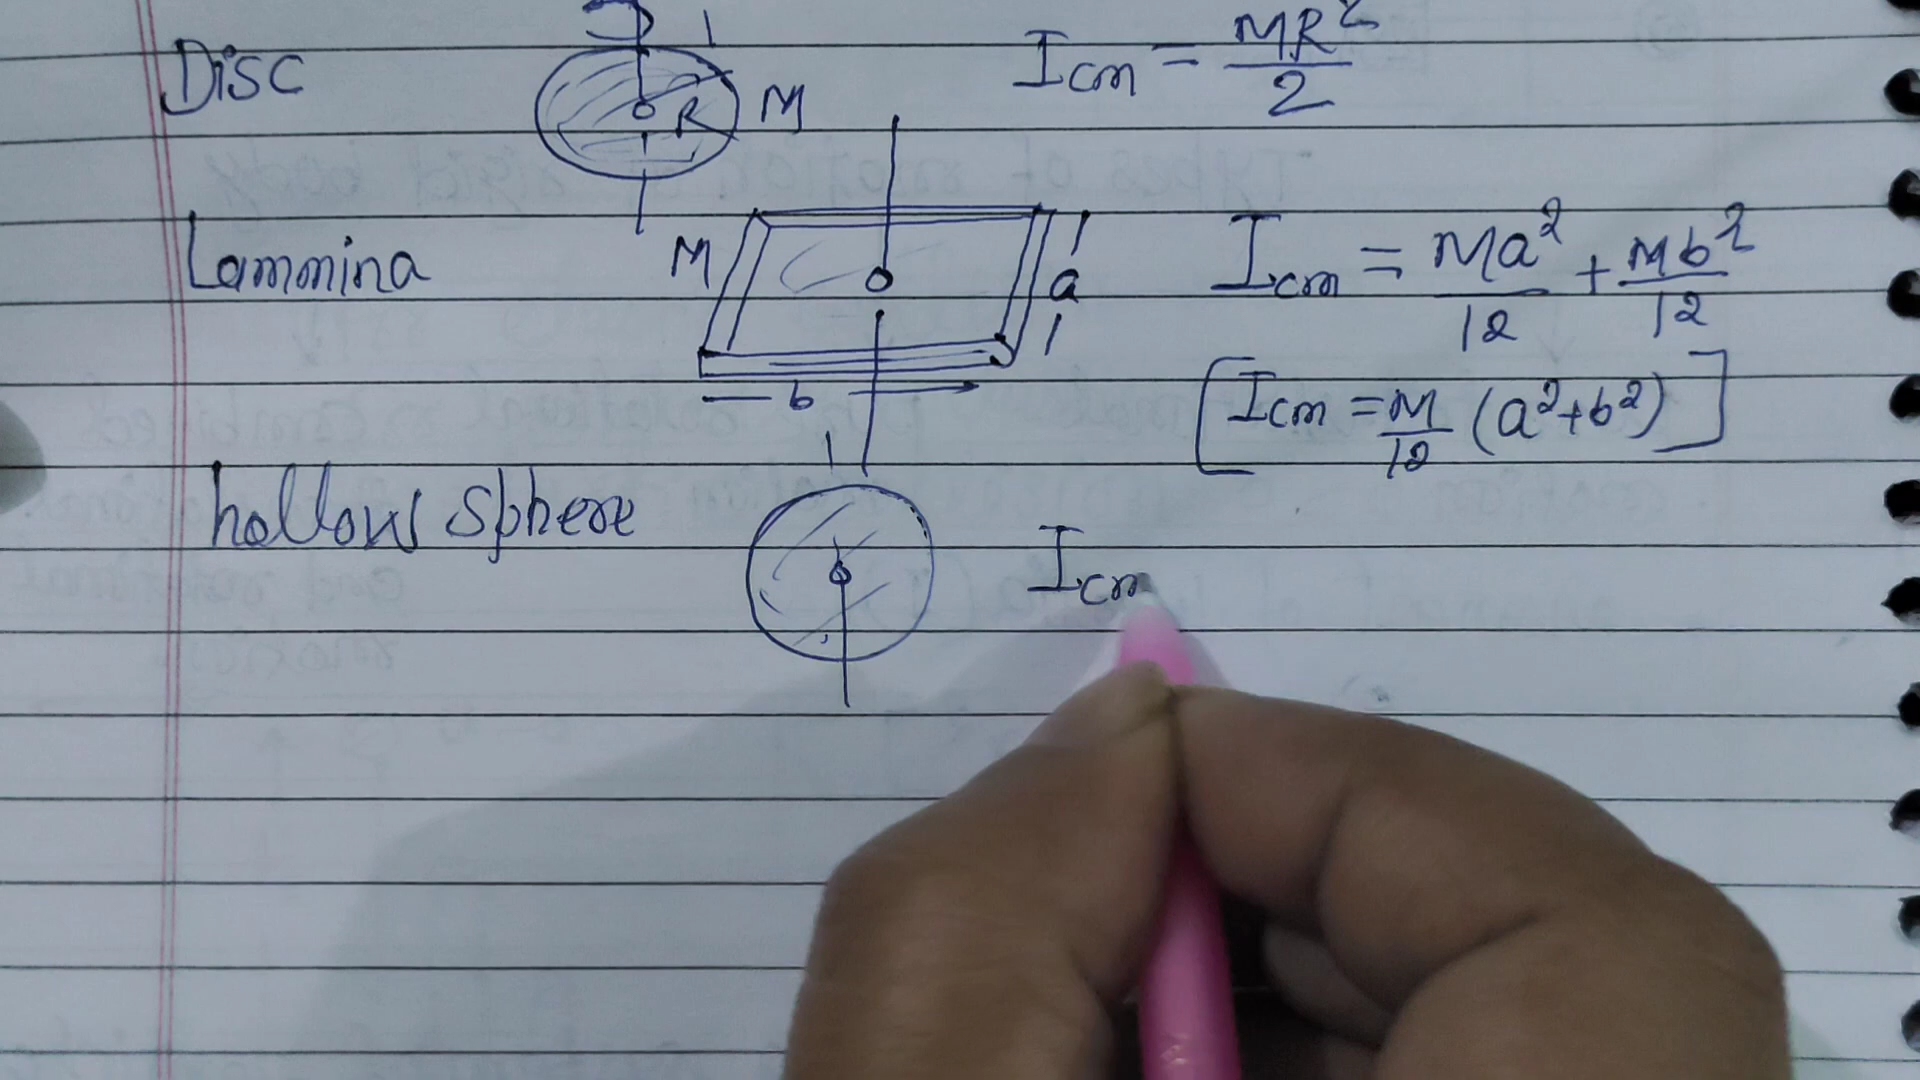 Disc R M Icm = MR²/2
Lammina M a b Icm = Ma²/12 + Mb²/12
[Icm = M/12 (a²+b²)]
hollow sphere Icm